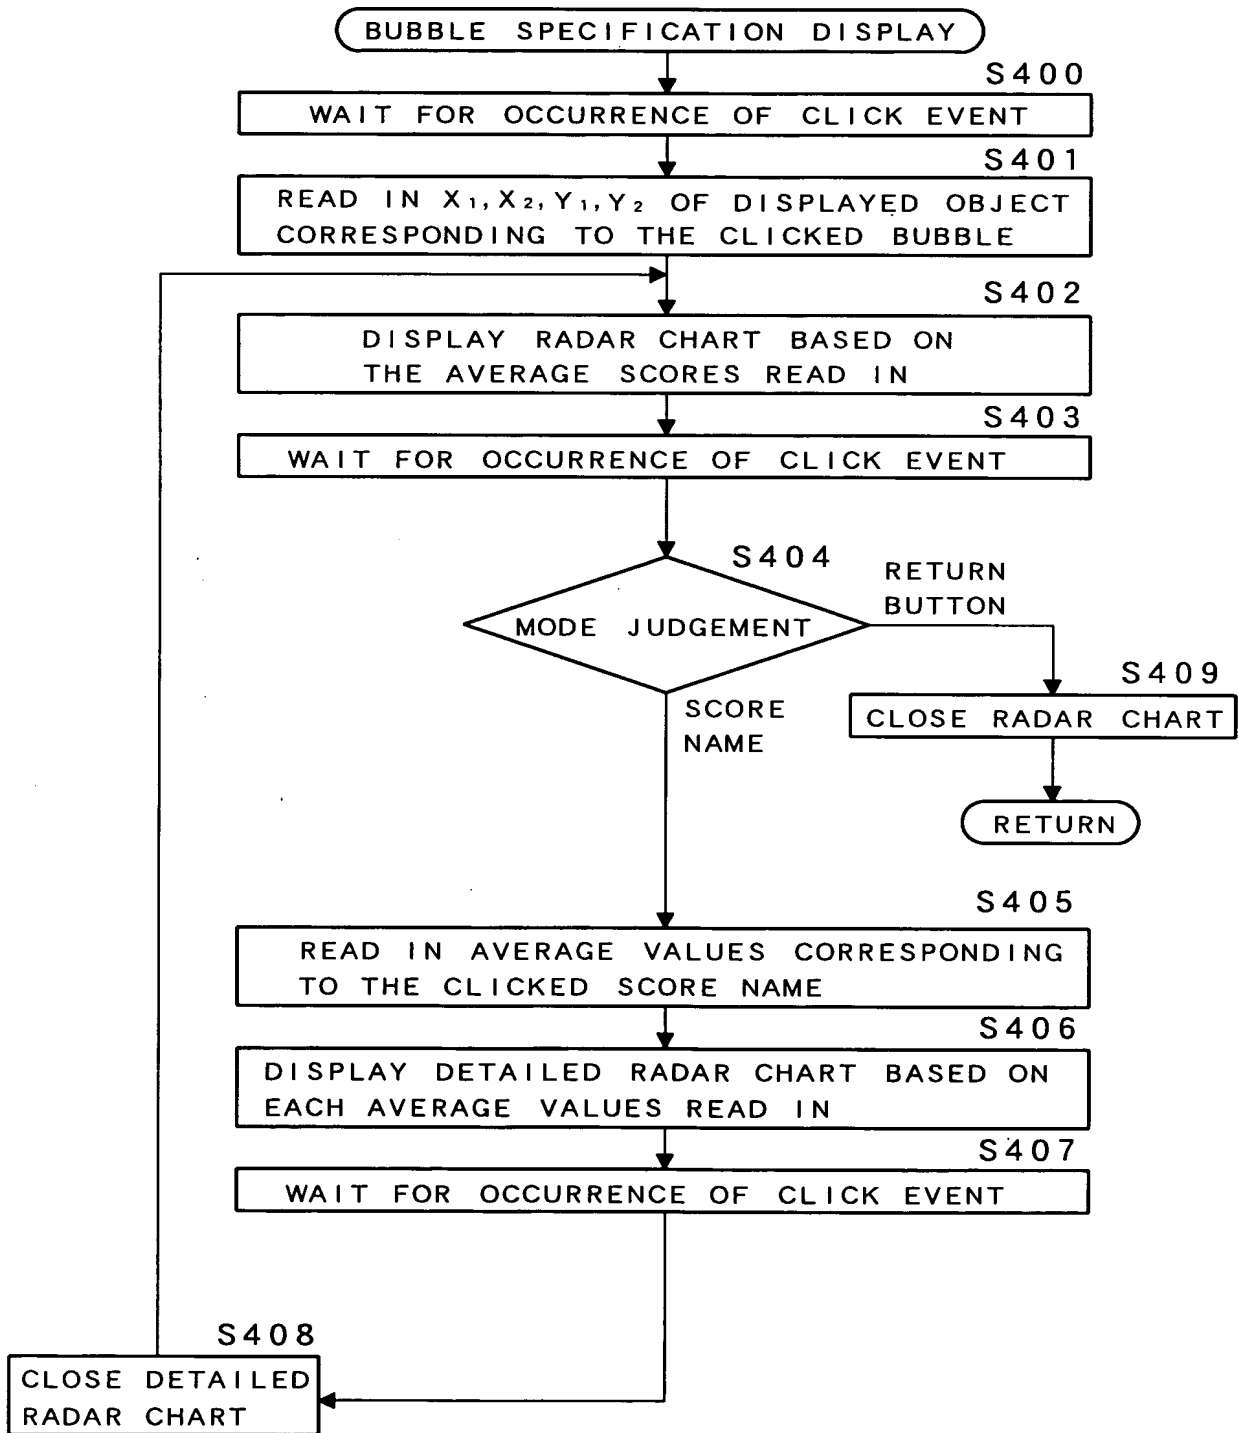 BUBBLE SPECIFICATION DISPLAY
S400
WAIT FOR OCCURRENCE OF CLICK EVENT
S401
READ IN X₁, X₂, Y₁, Y₂ OF DISPLAYED OBJECT
CORRESPONDING TO THE CLICKED BUBBLE
S402
DISPLAY RADAR CHART BASED ON
THE AVERAGE SCORES READ IN
S403
WAIT FOR OCCURRENCE OF CLICK EVENT
S404
MODE JUDGEMENT
RETURN
BUTTON
S409
CLOSE RADAR CHART
RETURN
SCORE
NAME
S405
READ IN AVERAGE VALUES CORRESPONDING
TO THE CLICKED SCORE NAME
S406
DISPLAY DETAILED RADAR CHART BASED ON
EACH AVERAGE VALUES READ IN
S407
WAIT FOR OCCURRENCE OF CLICK EVENT
S408
CLOSE DETAILED
RADAR CHART